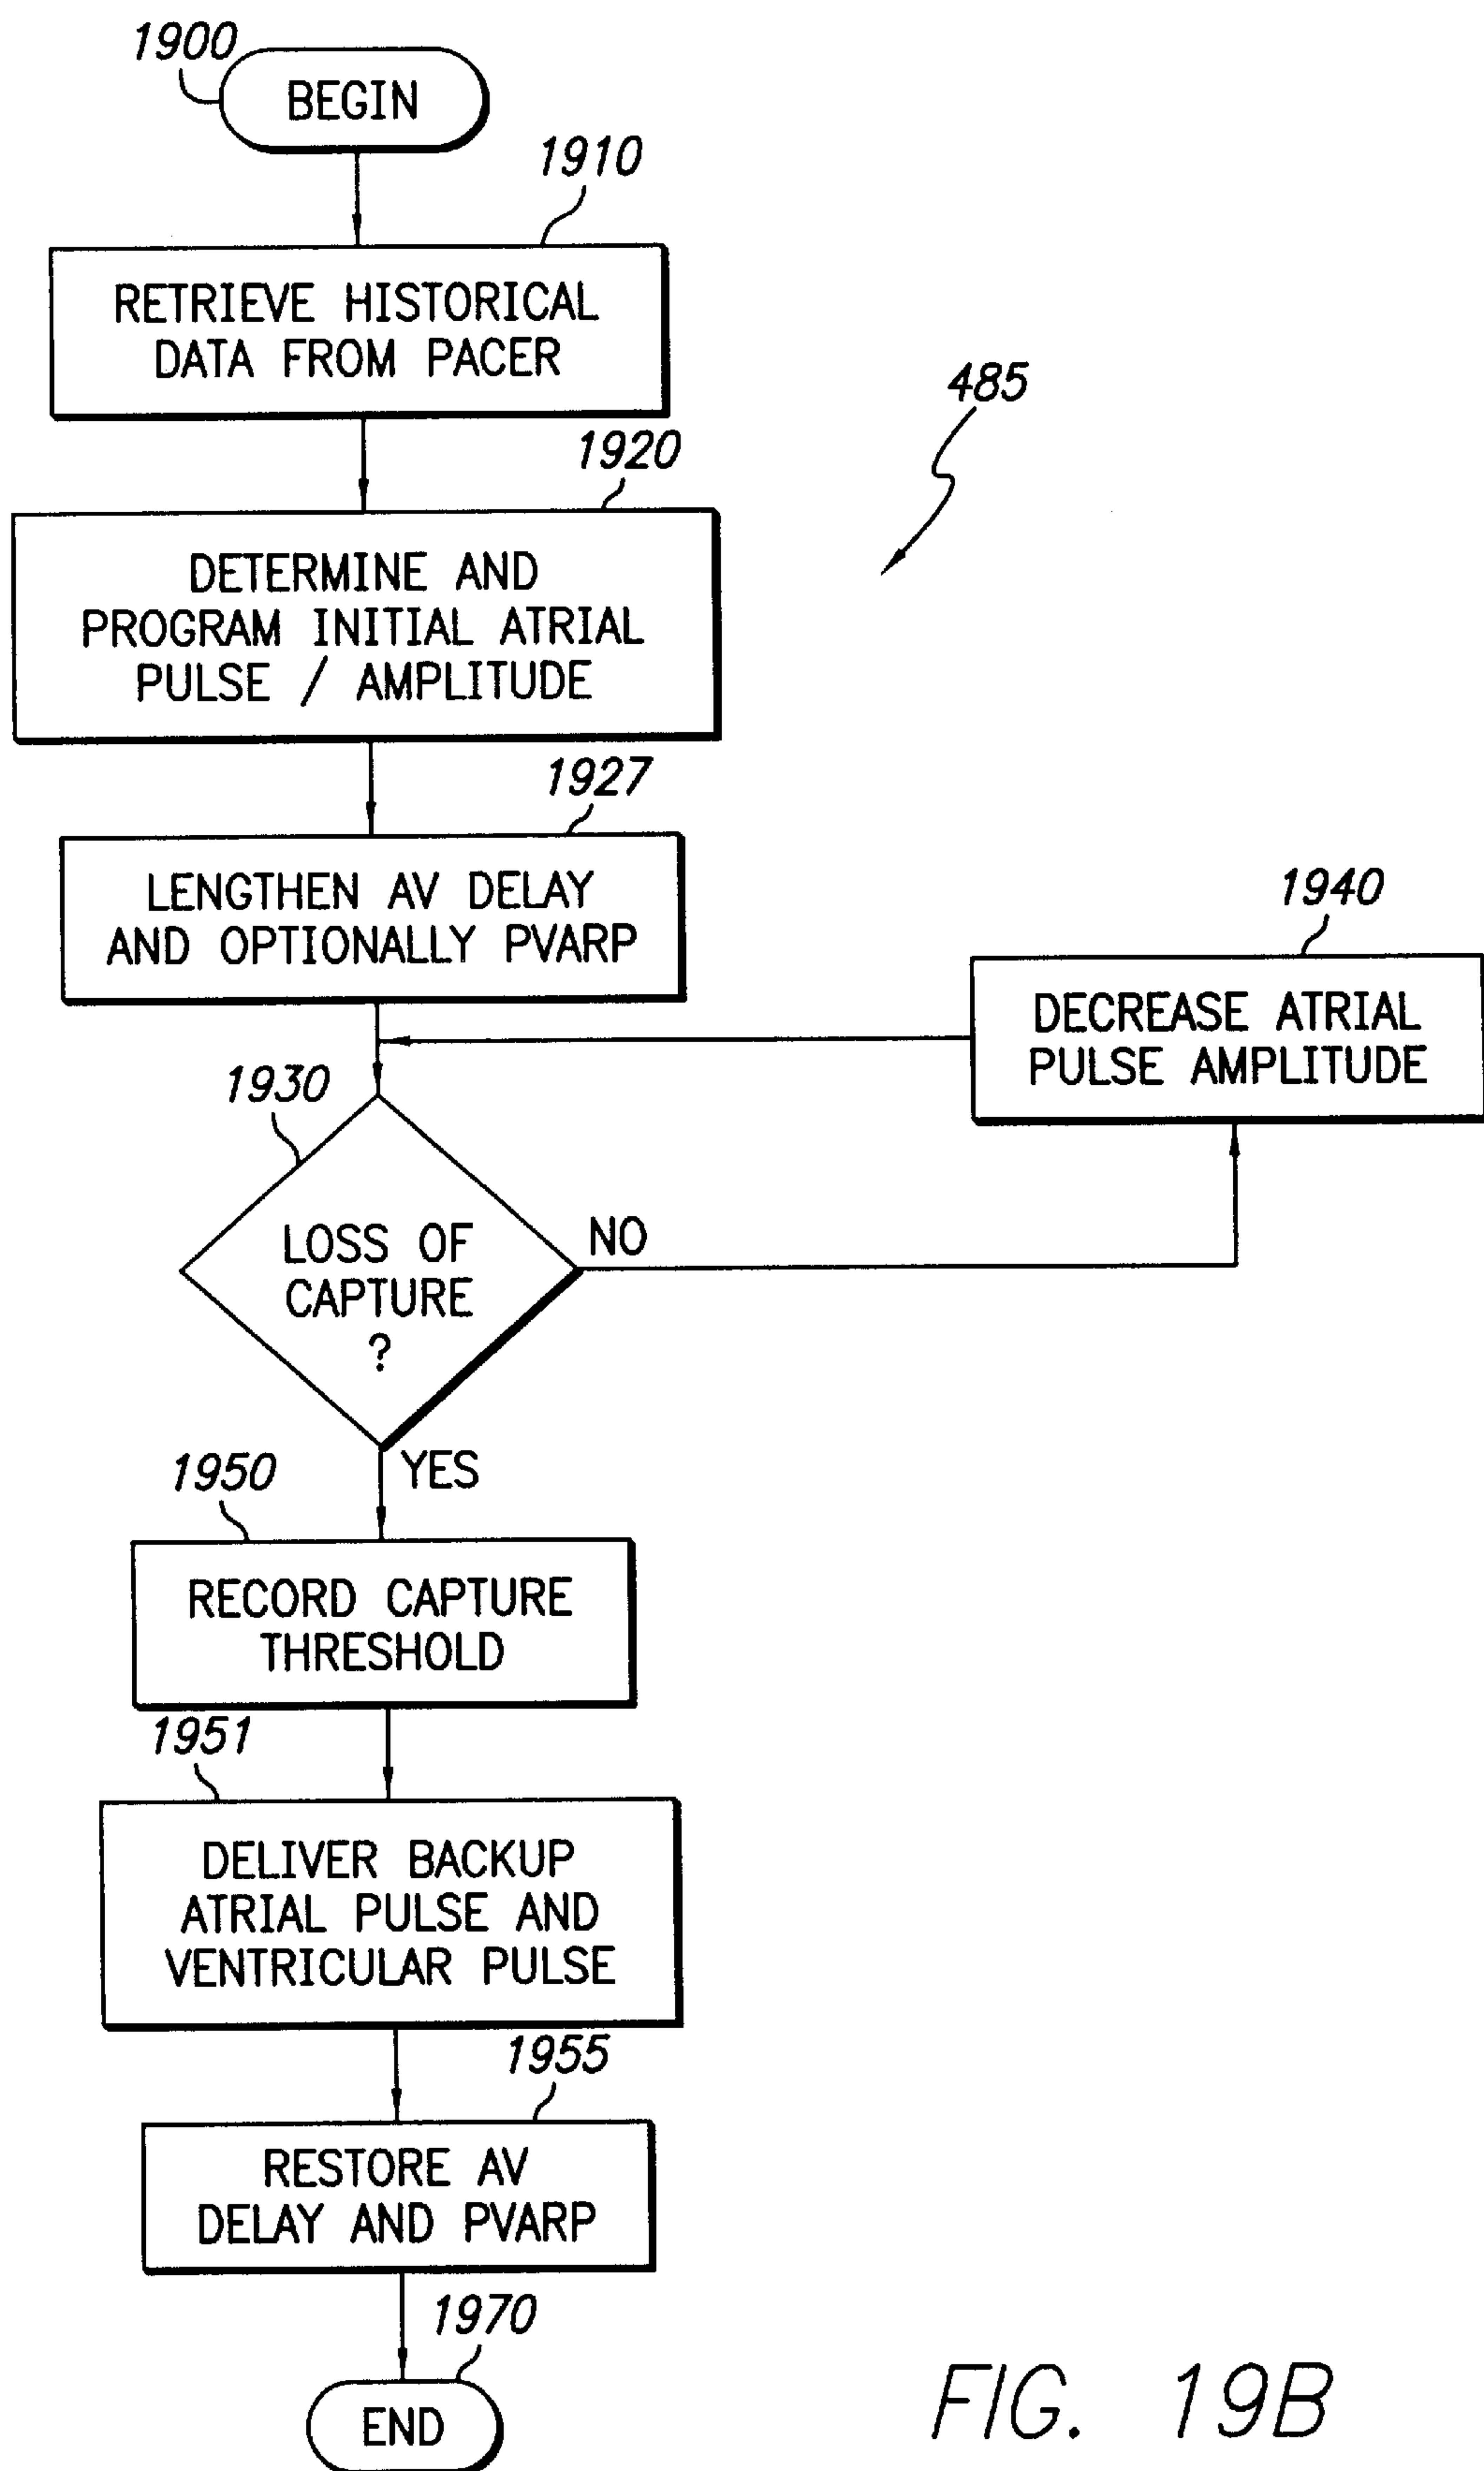 1900
BEGIN
1910
RETRIEVE HISTORICAL
DATA FROM PACER
485
1920
DETERMINE AND
PROGRAM INITIAL ATRIAL
PULSE / AMPLITUDE
1927
LENGTHEN AV DELAY
AND OPTIONALLY PVARP
1940
DECREASE ATRIAL
PULSE AMPLITUDE
1930
LOSS OF
CAPTURE
?
NO
YES
1950
RECORD CAPTURE
THRESHOLD
1951
DELIVER BACKUP
ATRIAL PULSE AND
VENTRICULAR PULSE
1955
RESTORE AV
DELAY AND PVARP
1970
END
FIG. 19B